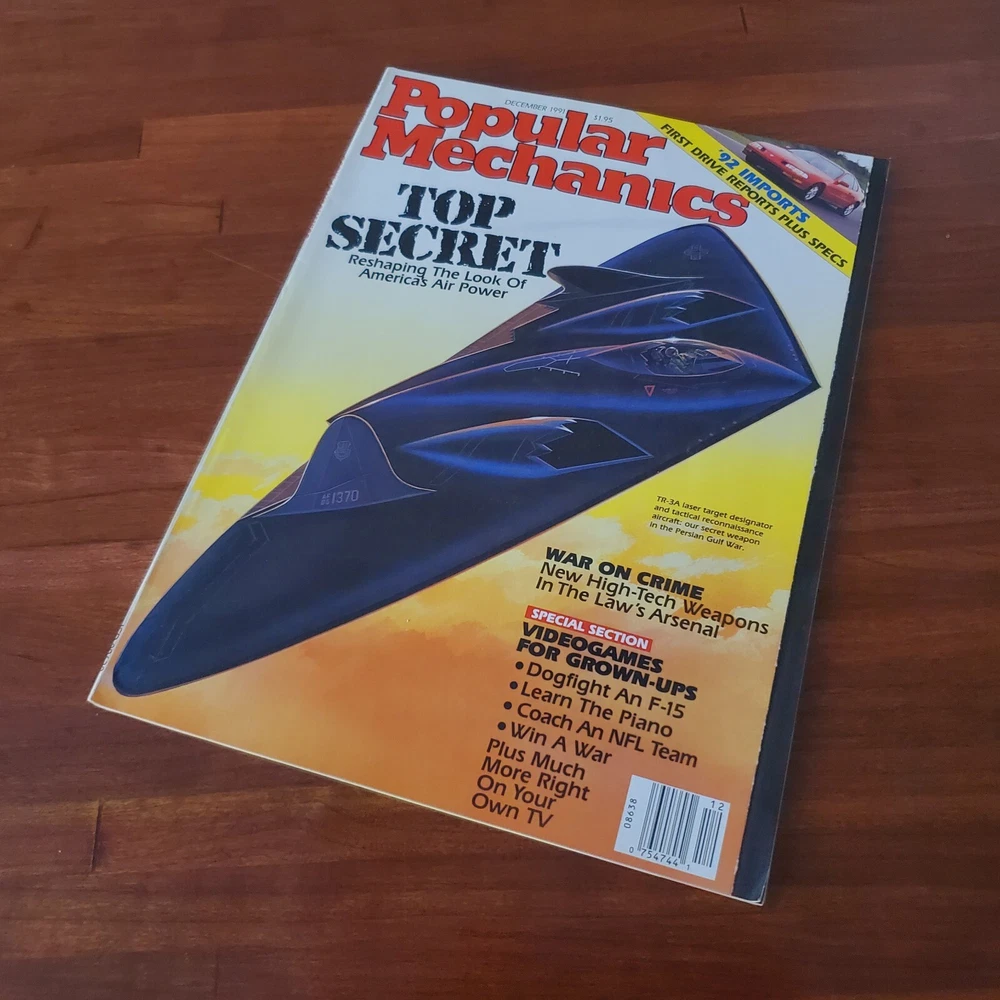 DECEMBER 1991
$1.95
Popular
Mechanics
'92 IMPORTS
FIRST DRIVE REPORTS PLUS SPECS
TOP
SECRET
Reshaping The Look Of
America's Air Power
1370
TR-3A laser target designator
and tactical reconnaissance
aircraft: our secret weapon
in the Persian Gulf War.
WAR ON CRIME
New High-Tech Weapons
In The Law's Arsenal
SPECIAL SECTION
VIDEOGAMES
FOR GROWN-UPS
• Dogfight An F-15
• Learn The Piano
• Coach An NFL Team
• Win A War
Plus Much
More Right
On Your
Own TV
08638
12
0 754744 1